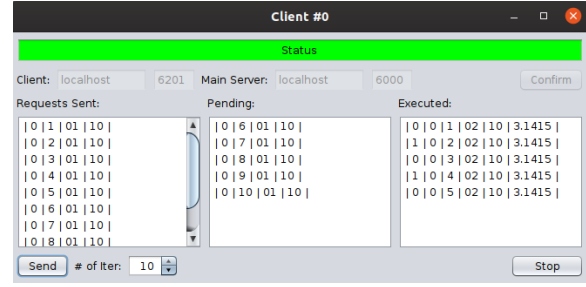 Client #0
Status
Client: localhost 6201 Main Server: localhost 6000 Confirm
Requests Sent: Pending: Executed:
| 0 | 1 | 01 | 10 |
| 0 | 2 | 01 | 10 |
| 0 | 3 | 01 | 10 |
| 0 | 4 | 01 | 10 |
| 0 | 5 | 01 | 10 |
| 0 | 6 | 01 | 10 |
| 0 | 7 | 01 | 10 |
| 0 | 8 | 01 | 10 |
| 0 | 6 | 01 | 10 |
| 0 | 7 | 01 | 10 |
| 0 | 8 | 01 | 10 |
| 0 | 9 | 01 | 10 |
| 0 | 10 | 01 | 10 |
| 0 | 0 | 1 | 02 | 10 | 3.1415 |
| 1 | 0 | 2 | 02 | 10 | 3.1415 |
| 0 | 0 | 3 | 02 | 10 | 3.1415 |
| 1 | 0 | 4 | 02 | 10 | 3.1415 |
| 0 | 0 | 5 | 02 | 10 | 3.1415 |
Send # of Iter: 10 Stop